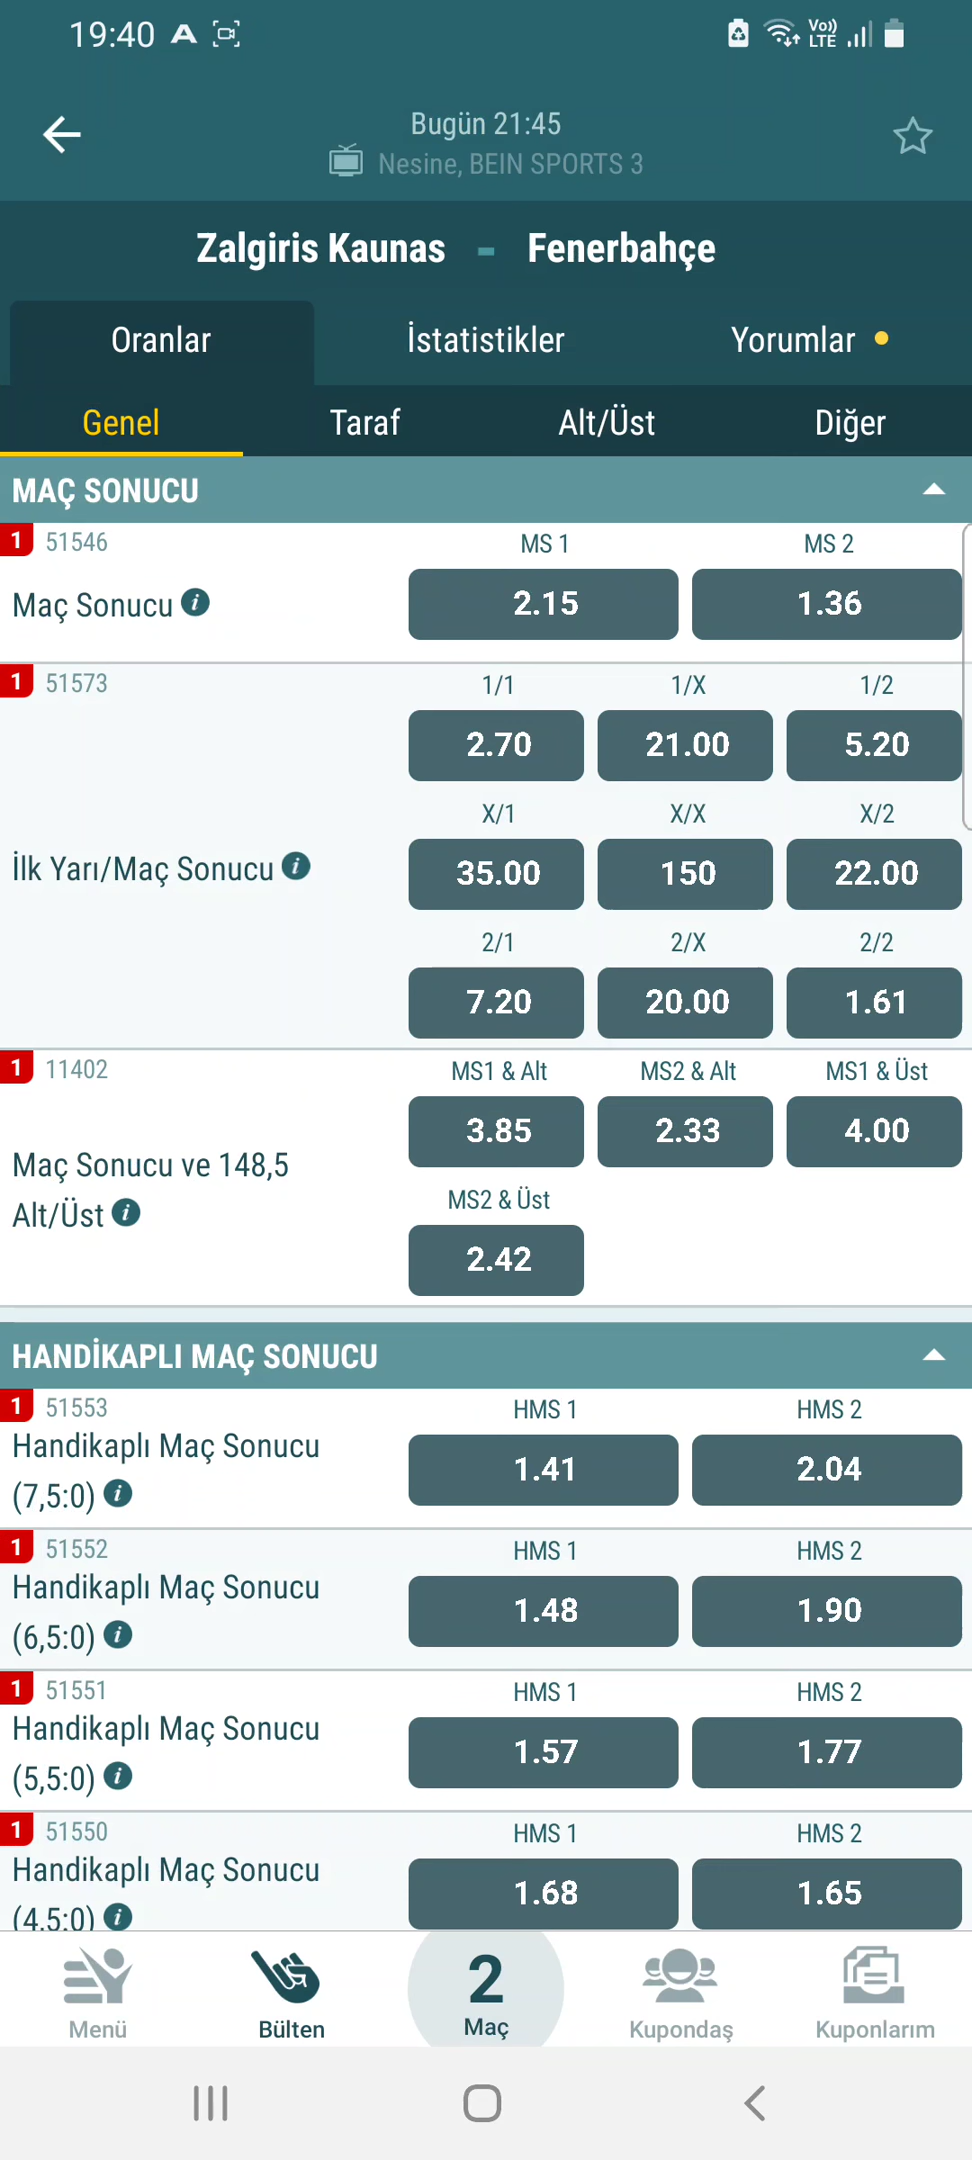 19:40
Vo)) LTE
Bugün 21:45
Nesine, BEIN SPORTS 3
Zalgiris Kaunas - Fenerbahçe
Oranlar İstatistikler Yorumlar
Genel Taraf Alt/Üst Diğer
MAÇ SONUCU
1 51546 MS 1 MS 2
Maç Sonucu i 2.15 1.36
1 51573 1/1 1/X 1/2
2.70 21.00 5.20
X/1 X/X X/2
İlk Yarı/Maç Sonucu i 35.00 150 22.00
2/1 2/X 2/2
7.20 20.00 1.61
1 11402 MS1 & Alt MS2 & Alt MS1 & Üst
3.85 2.33 4.00
Maç Sonucu ve 148,5
Alt/Üst i
MS2 & Üst
2.42
HANDİKAPLI MAÇ SONUCU
1 51553 HMS 1 HMS 2
Handikaplı Maç Sonucu
(7,5:0) i
1.41 2.04
1 51552 HMS 1 HMS 2
Handikaplı Maç Sonucu
(6,5:0) i
1.48 1.90
1 51551 HMS 1 HMS 2
Handikaplı Maç Sonucu
(5,5:0) i
1.57 1.77
1 51550 HMS 1 HMS 2
Handikaplı Maç Sonucu
(4,5:0) i
1.68 1.65
2
Menü Bülten Maç Kupondaş Kuponlarım